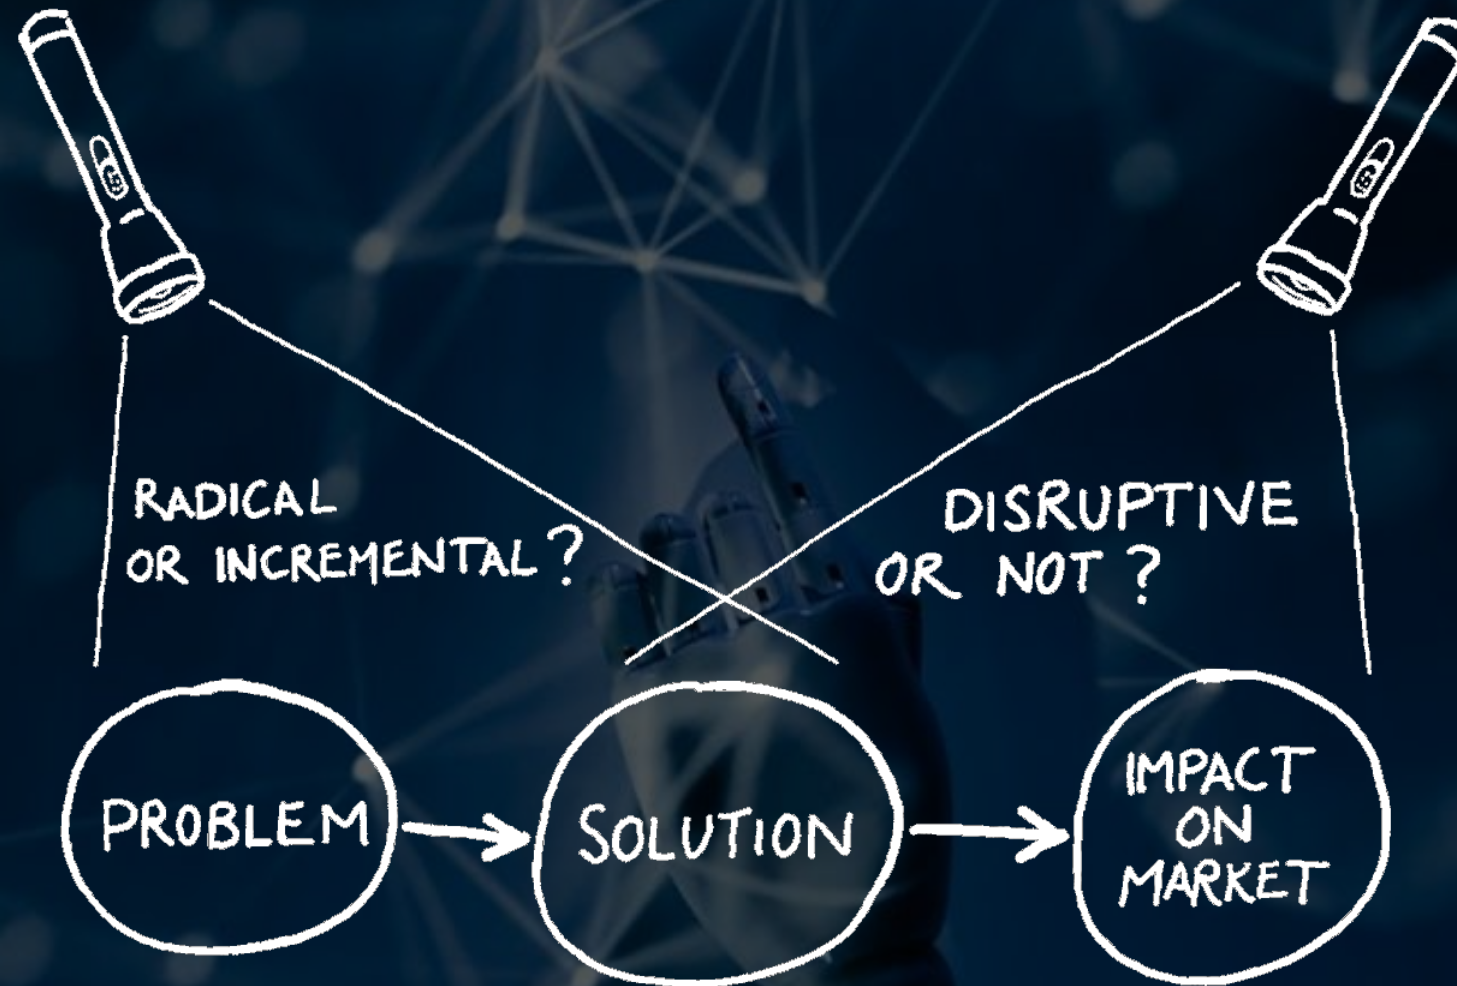 RADICAL
OR INCREMENTAL?
DISRUPTIVE
OR NOT?
PROBLEM
SOLUTION
IMPACT
ON
MARKET